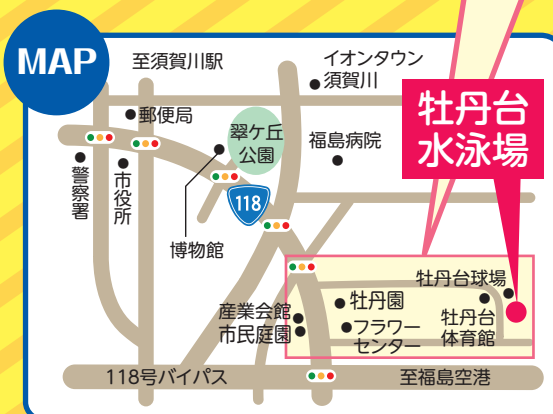 MAP
至須賀川駅
イオンタウン
須賀川
郵便局
翠ケ丘
公園
福島病院
牡丹台
水泳場
警察署
市役所
118
博物館
牡丹台球場
産業会館
市民庭園
牡丹園
フラワー
センター
牡丹台
体育館
118号バイパス
至福島空港